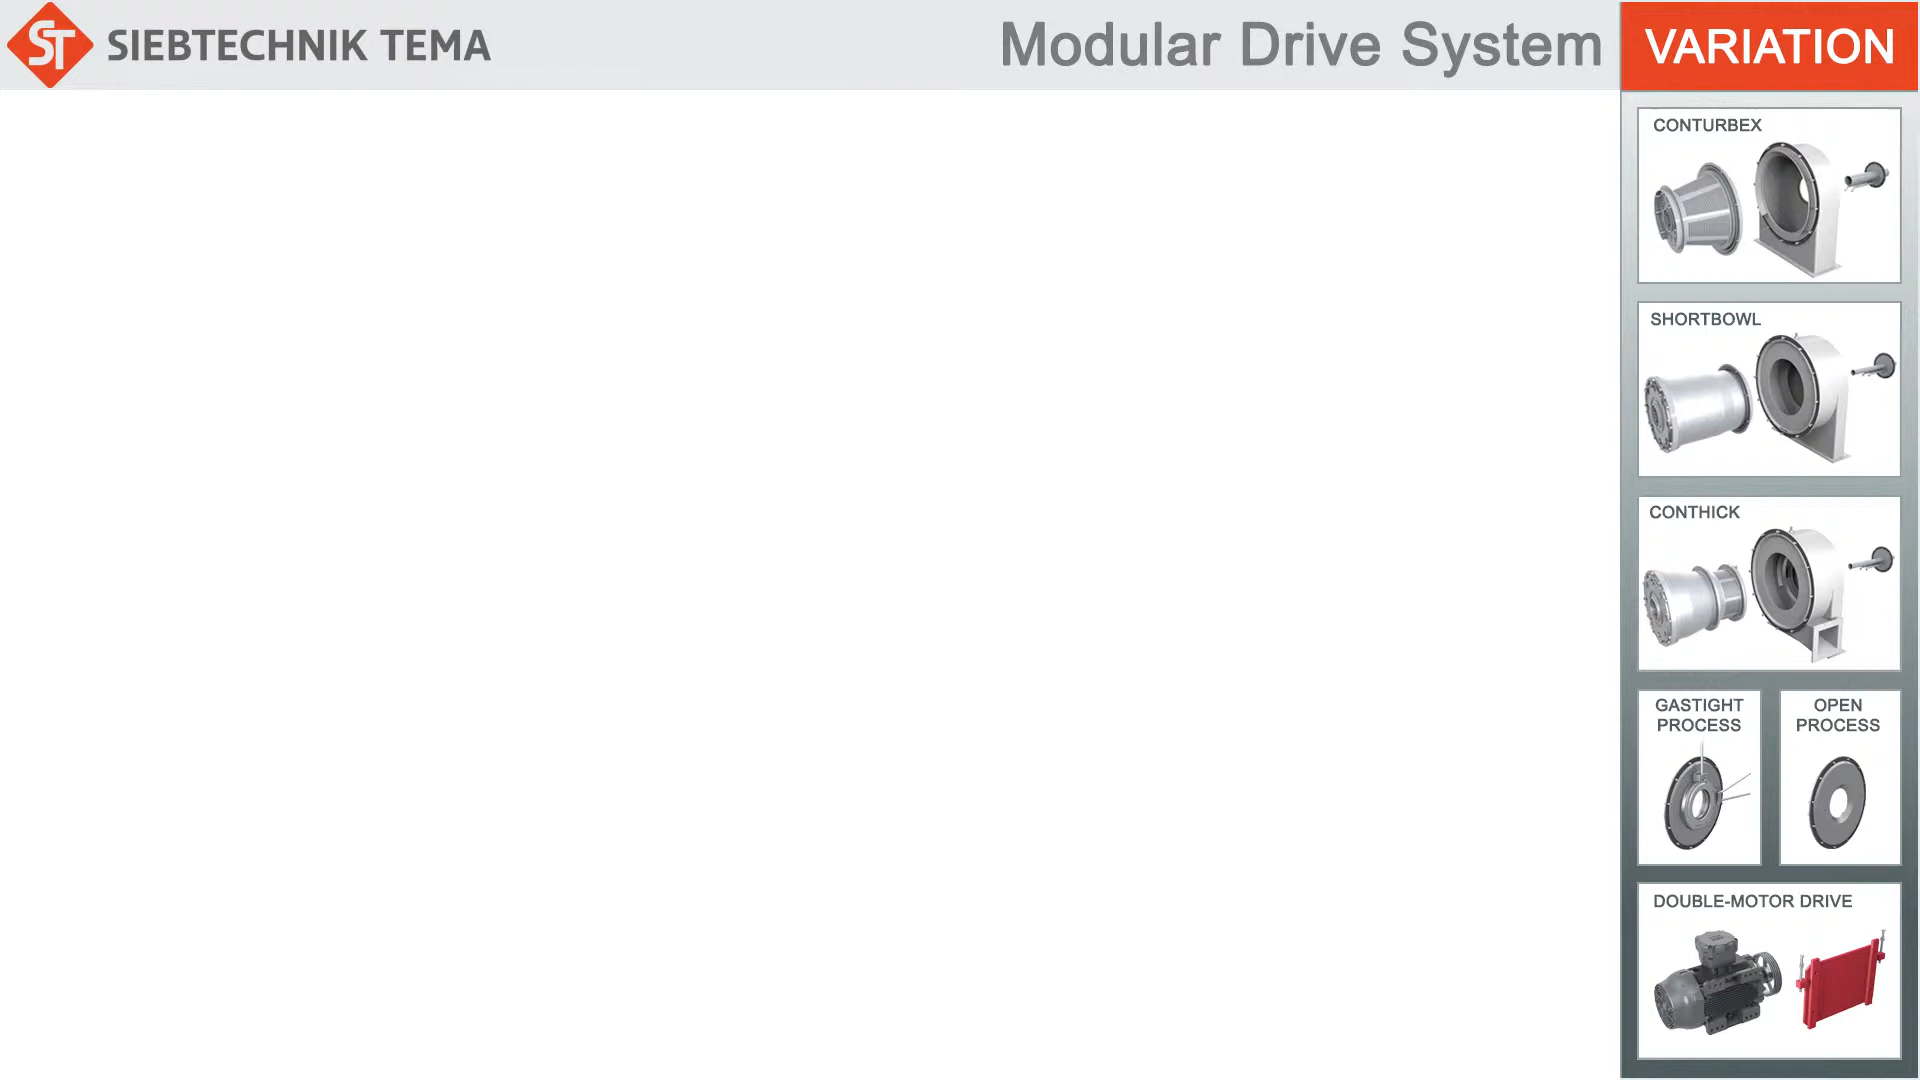 ST SIEBTECHNIK TEMA
Modular Drive System
VARIATION
CONTURBEX
SHORTBOWL
CONTHICK
GASTIGHT
PROCESS
OPEN
PROCESS
DOUBLE-MOTOR DRIVE